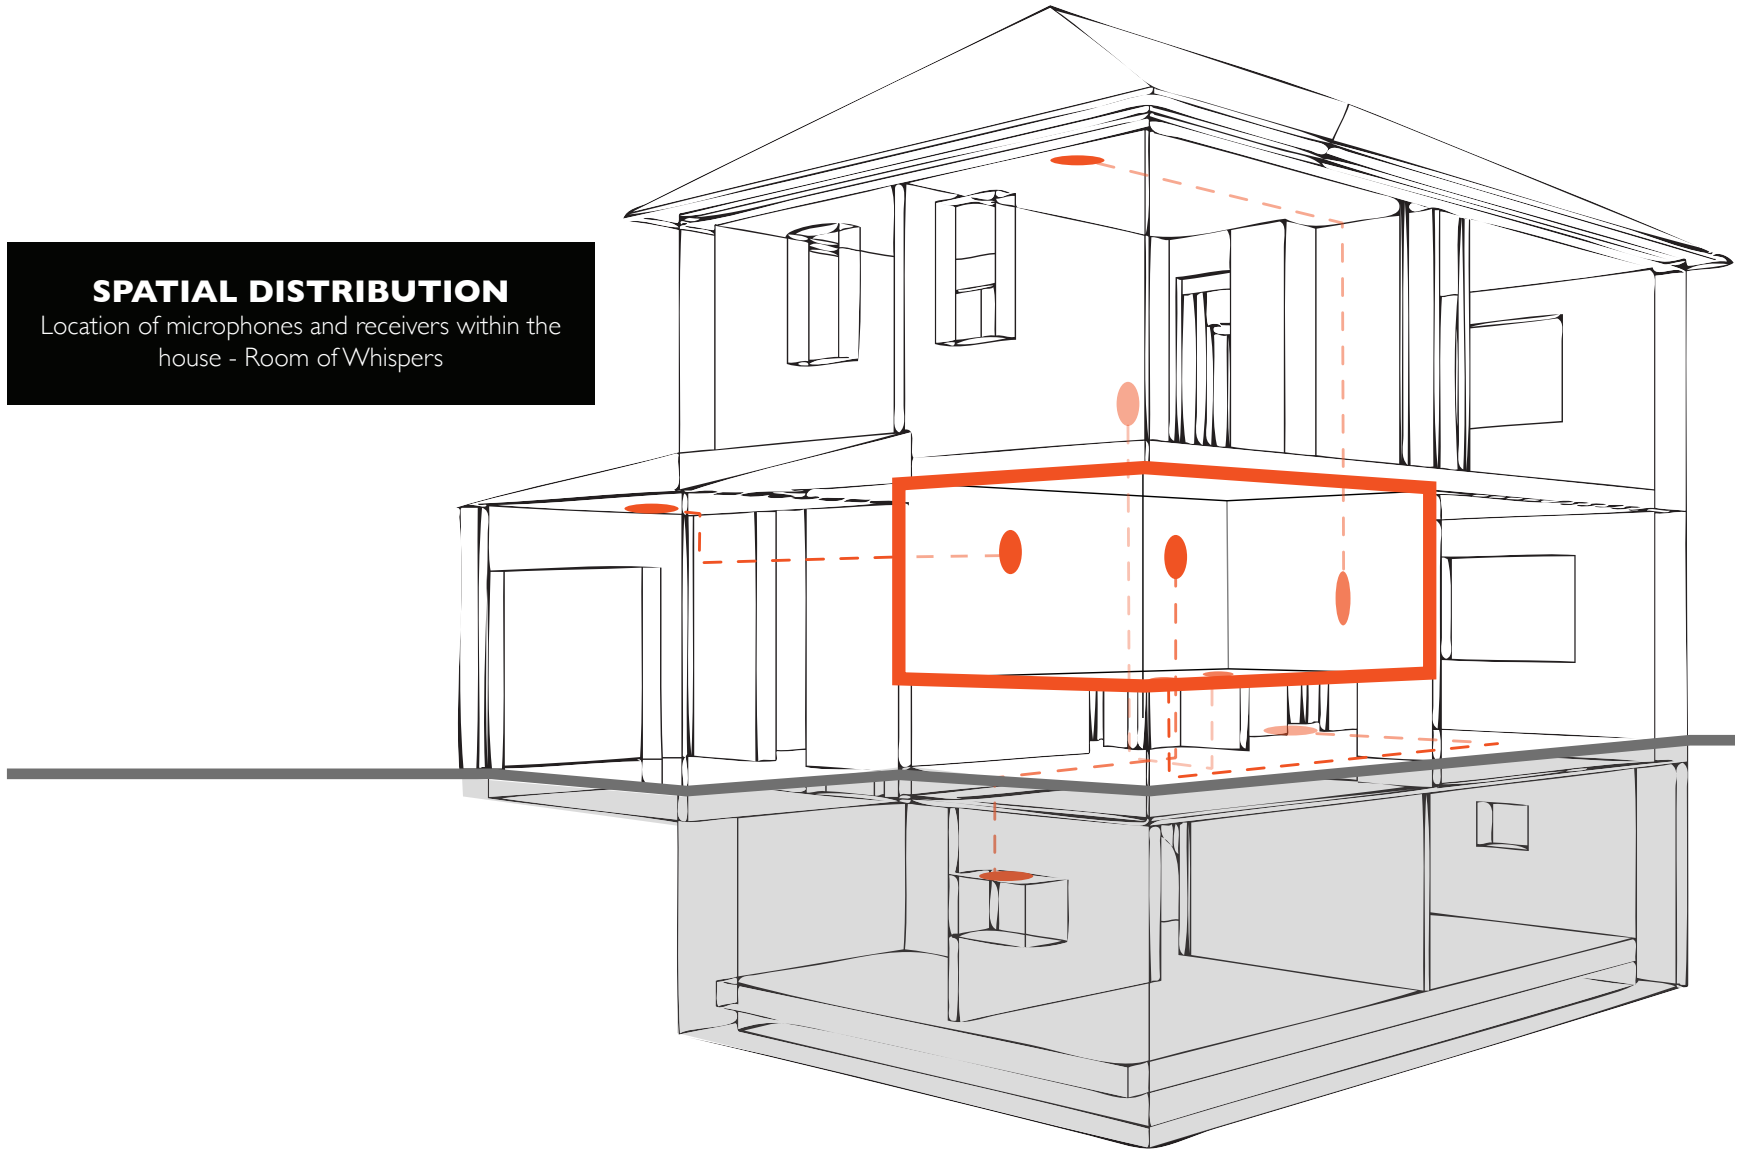 SPATIAL DISTRIBUTION
Location of microphones and receivers within the
house - Room of Whispers